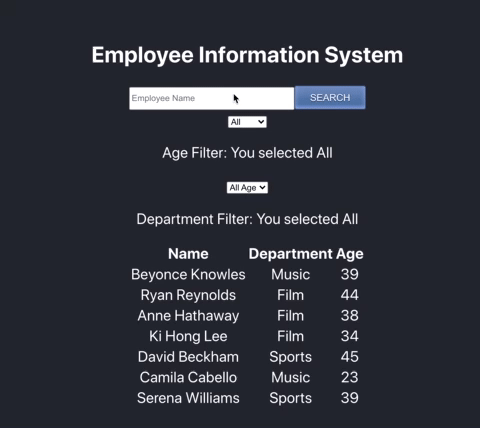 Employee Information System
Employee Name SEARCH
All
Age Filter: You selected All
All Age
Department Filter: You selected All
Name Department Age
Beyonce Knowles Music 39
Ryan Reynolds Film 44
Anne Hathaway Film 38
Ki Hong Lee Film 34
David Beckham Sports 45
Camila Cabello Music 23
Serena Williams Sports 39